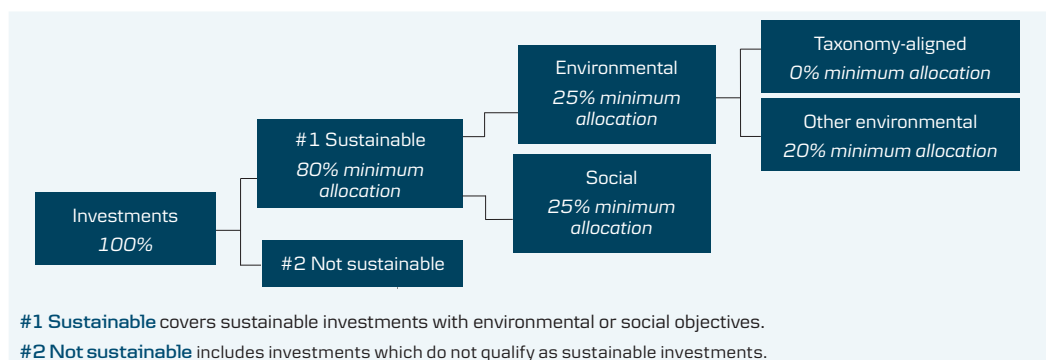 Investments
100%
#1 Sustainable
80% minimum
allocation
#2 Not sustainable
Environmental
25% minimum
allocation
Social
25% minimum
allocation
Taxonomy-aligned
0% minimum allocation
Other environmental
20% minimum allocation
#1 Sustainable covers sustainable investments with environmental or social objectives.
#2 Not sustainable includes investments which do not qualify as sustainable investments.